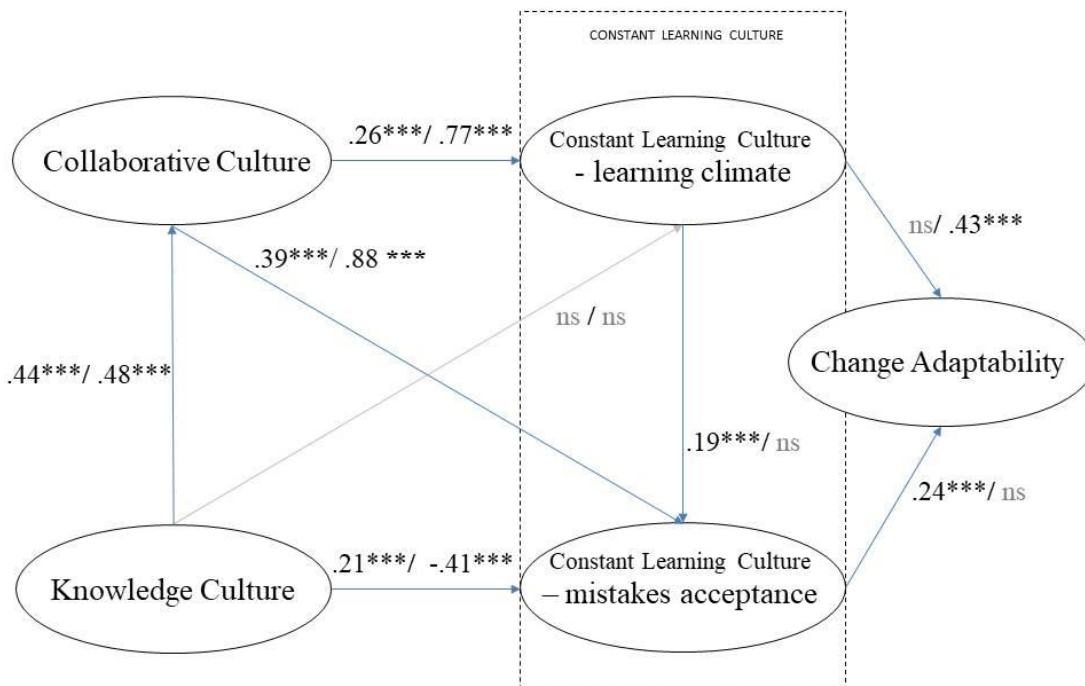 CONSTANT LEARNING CULTURE
.26***/ .77***
Collaborative Culture
Constant Learning Culture
- learning climate
ns/ .43***
.39***/ .88 ***
ns / ns
.44***/ .48***
Change Adaptability
.19***/ ns
.24***/ ns
.21***/ -.41***
Knowledge Culture
Constant Learning Culture
– mistakes acceptance